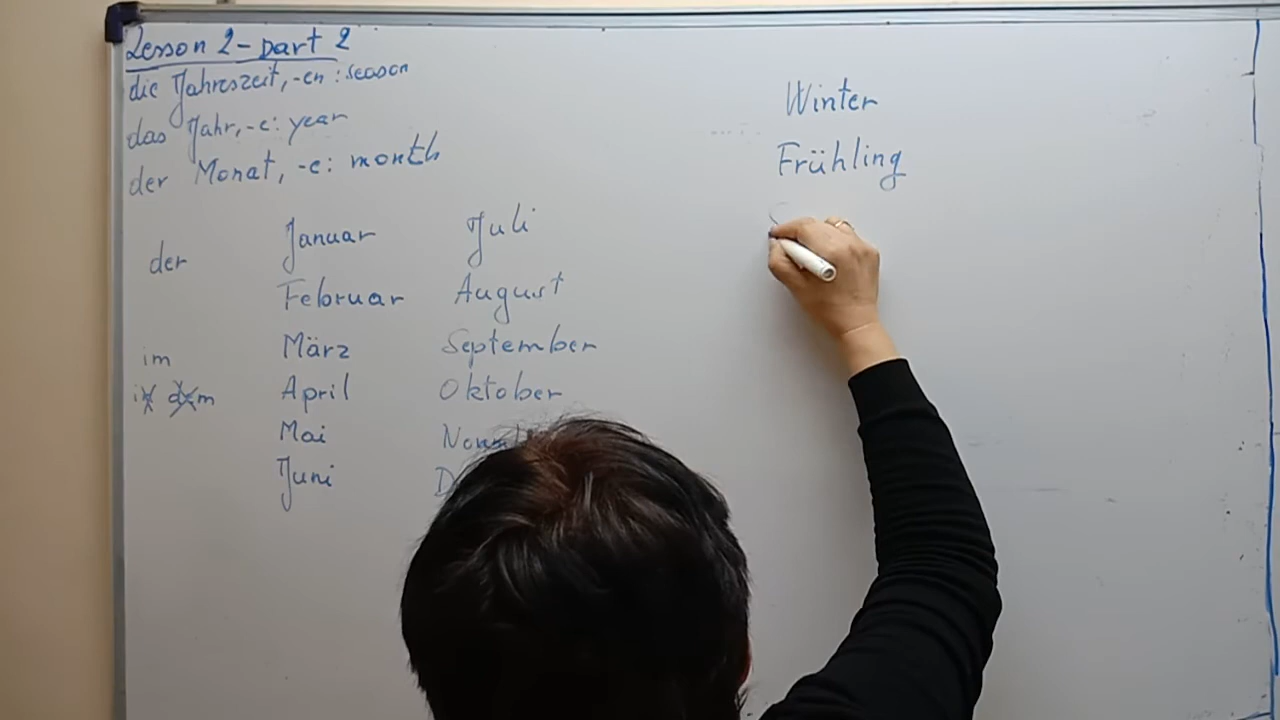 Lesson 2 - part 2
die Jahreszeit, -en : season
das Jahr, -e: year
der Monat, -e: month
der
Januar Juli
Februar August
im
März September
in dem
April Oktober
Mai
Juni
Winter
Frühling